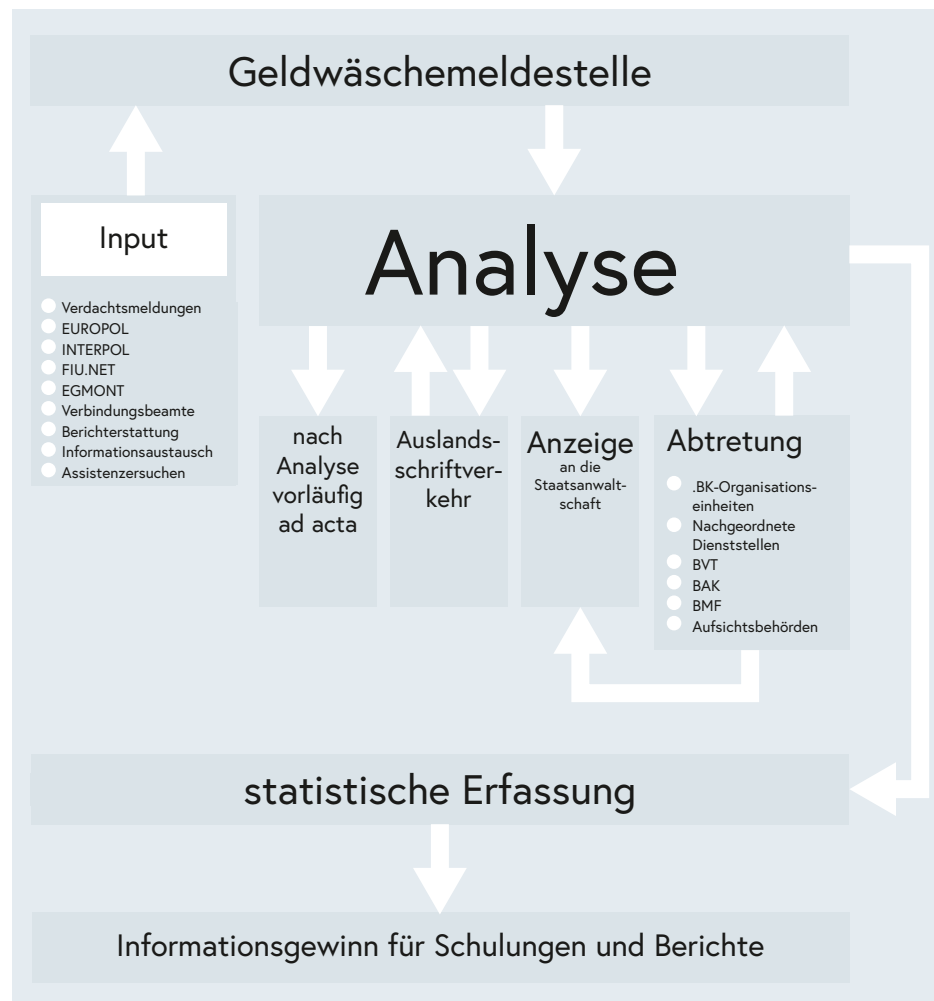 Geldwäschemeldestelle
Input
Verdachtsmeldungen
EUROPOL
INTERPOL
FIU.NET
EGMONT
Verbindungsbeamte
Berichterstattung
Informationsaustausch
Assistenzersuchen
Analyse
nach
Analyse
vorläufig
ad acta
Auslands-
schriftver-
kehr
Anzeige
an die
Staatsanwalt-
schaft
Abtretung
.BK-Organisations-
einheiten
Nachgeordnete
Dienststellen
BVT
BAK
BMF
Aufsichtsbehörden
statistische Erfassung
Informationsgewinn für Schulungen und Berichte